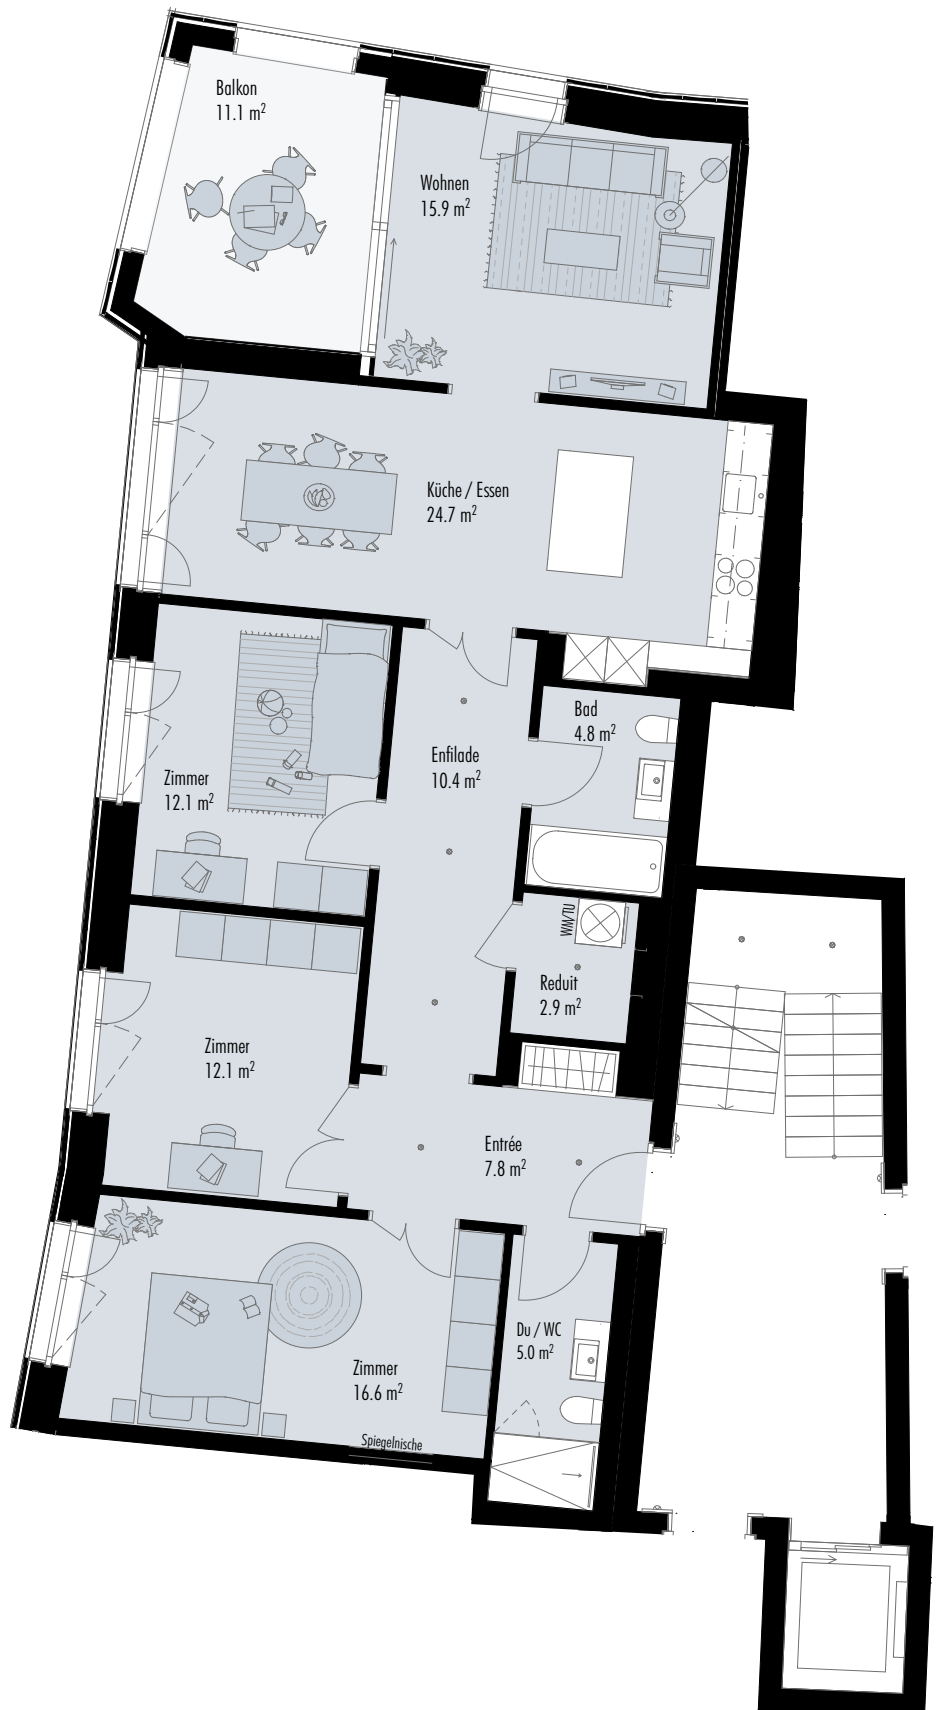 Balkon
11.1 m²
Wohnen
15.9 m²
Küche / Essen
24.7 m²
Bad
4.8 m²
Enfilade
10.4 m²
Zimmer
12.1 m²
WM/TU
Reduit
2.9 m²
Zimmer
12.1 m²
Entrée
7.8 m²
Du / WC
5.0 m²
Zimmer
16.6 m²
Spiegelnische